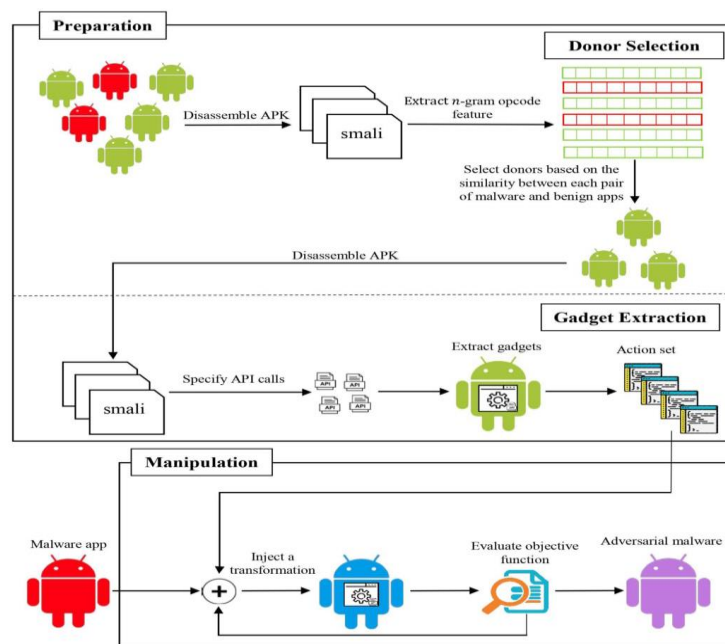 Preparation
Donor Selection
Disassemble APK
smali
Extract n-gram opcode
feature
Select donors based on the
similarity between each pair
of malware and benign apps
Disassemble APK
Gadget Extraction
smali
Specify API calls
API
API
API
API
Extract gadgets
Action set
Manipulation
Malware app
Inject a
transformation
Evaluate objective
function
Adversarial malware